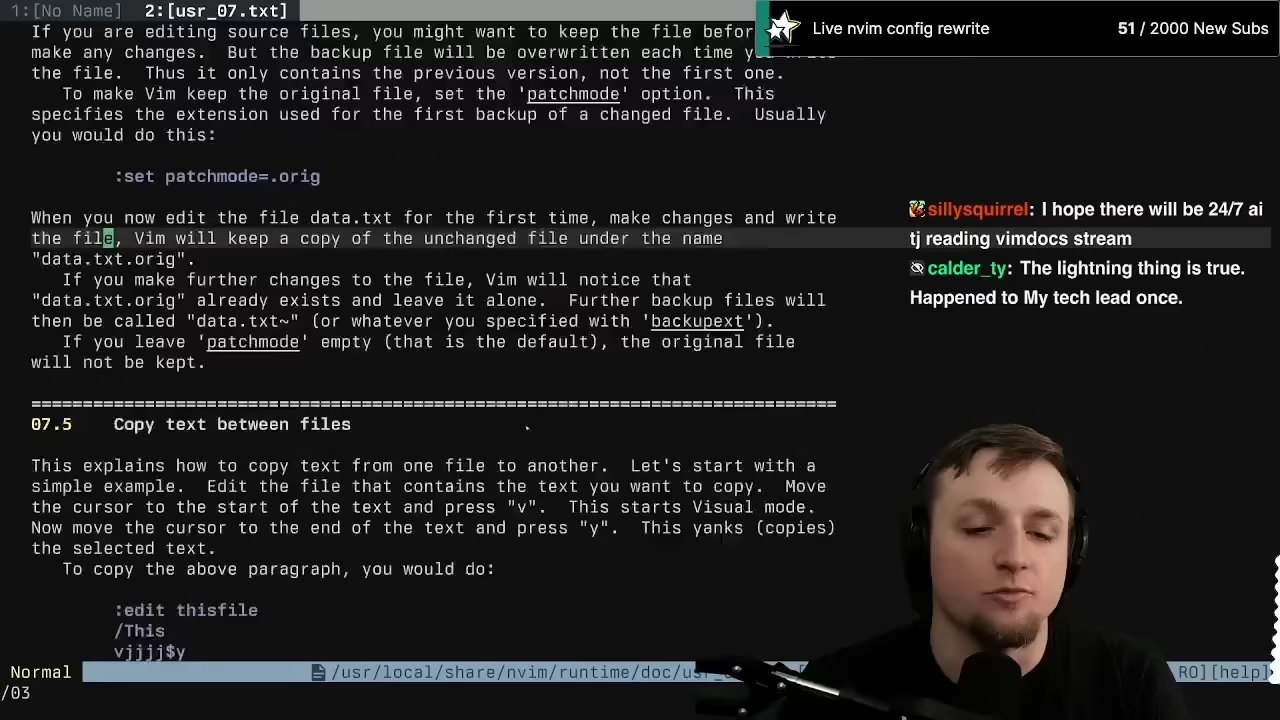 1:[No Name]  2:[usr_07.txt]
Live nvim config rewrite 51 / 2000 New Subs
If you are editing source files, you might want to keep the file
make any changes.  But the backup file will be overwritten each time
the file.  Thus it only contains the previous version, not the first one.
To make Vim keep the original file, set the 'patchmode' option.  This
specifies the extension used for the first backup of a changed file.  Usually
you would do this:
:set patchmode=.orig
When you now edit the file data.txt for the first time, make changes and write
the file, Vim will keep a copy of the unchanged file under the name
"data.txt.orig".
If you make further changes to the file, Vim will notice that
"data.txt.orig" already exists and leave it alone.  Further backup files will
then be called "data.txt~" (or whatever you specified with 'backupext').
If you leave 'patchmode' empty (that is the default), the original file
will not be kept.
==============================================================================
07.5    Copy text between files
This explains how to copy text from one file to another.  Let's start with a
simple example.  Edit the file that contains the text you want to copy.  Move
the cursor to the start of the text and press "v".  This starts Visual mode.
Now move the cursor to the end of the text and press "y".  This yanks (copies)
the selected text.
To copy the above paragraph, you would do:
:edit thisfile
/This
vjjjj$y
sillysquirrel: I hope there will be 24/7 ai
tj reading vimdocs stream
calder_ty: The lightning thing is true.
Happened to My tech lead once.
Normal /usr/local/share/nvim/runtime/doc/ RO][help]
/03